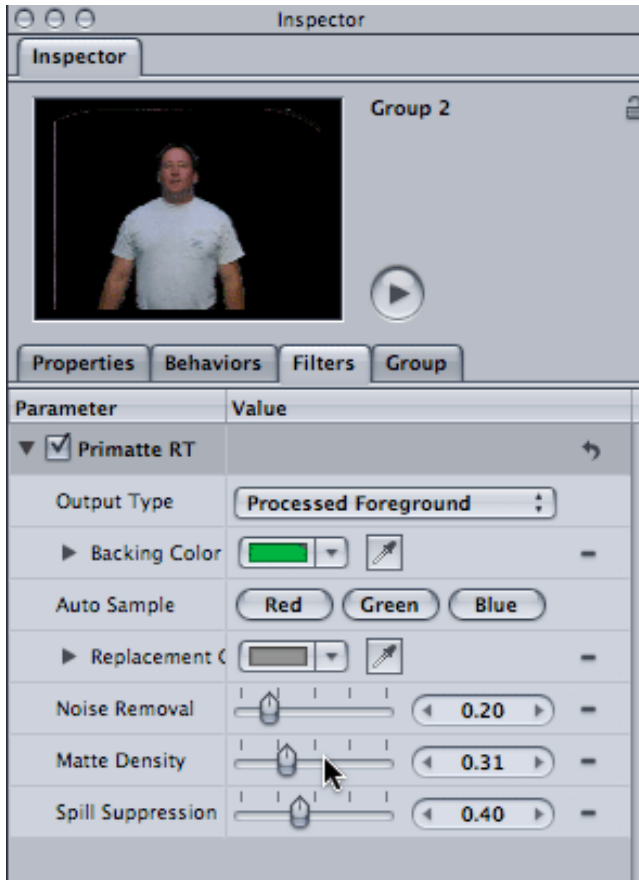 Inspector
Inspector
Group 2
Properties Behaviors Filters Group
Parameter Value
Primatte RT
Output Type Processed Foreground
Backing Color
Auto Sample Red Green Blue
Replacement
Noise Removal 0.20
Matte Density 0.31
Spill Suppression 0.40